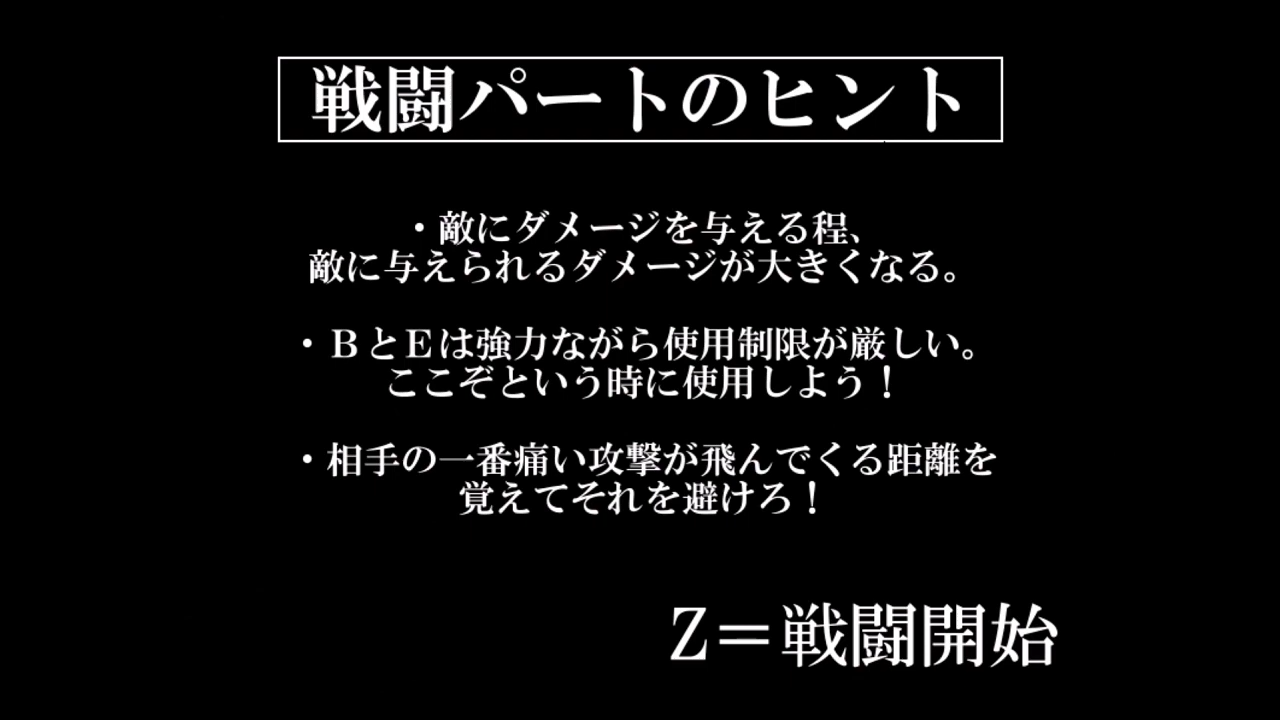 戦闘パートのヒント
・敵にダメージを与える程、
敵に与えられるダメージが大きくなる。
・ＢとＥは強力ながら使用制限が厳しい。
ここぞという時に使用しよう！
・相手の一番痛い攻撃が飛んでくる距離を
覚えてそれを避けろ！
Z＝戦闘開始